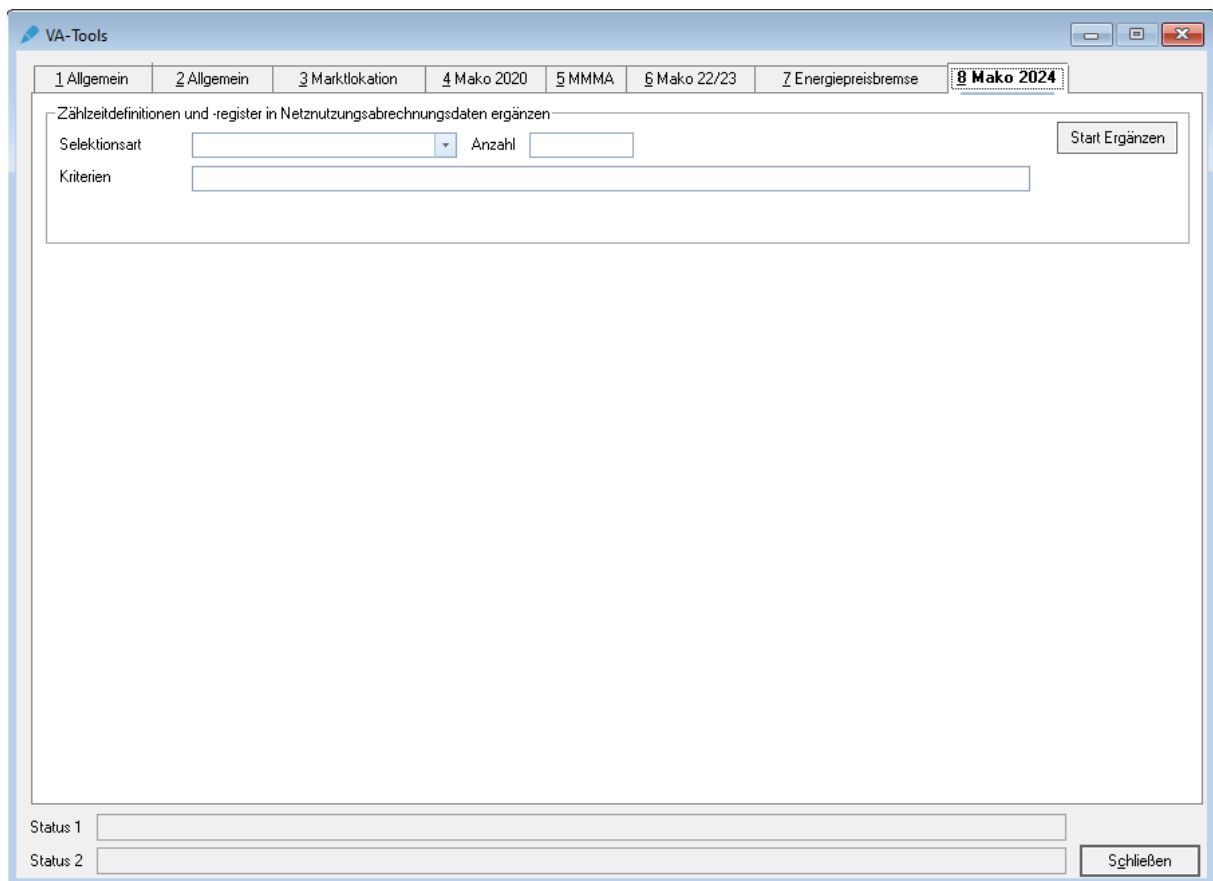 VA-Tools
1 Allgemein 2 Allgemein 3 Marktlokation 4 Mako 2020 5 MMMA 6 Mako 22/23 7 Energiepreisbremse 8 Mako 2024
Zählzeitdefinitionen und -register in Netznutzungsabrechnungsdaten ergänzen
Selektionsart Anzahl Start Ergänzen
Kriterien
Status 1
Status 2 Schließen